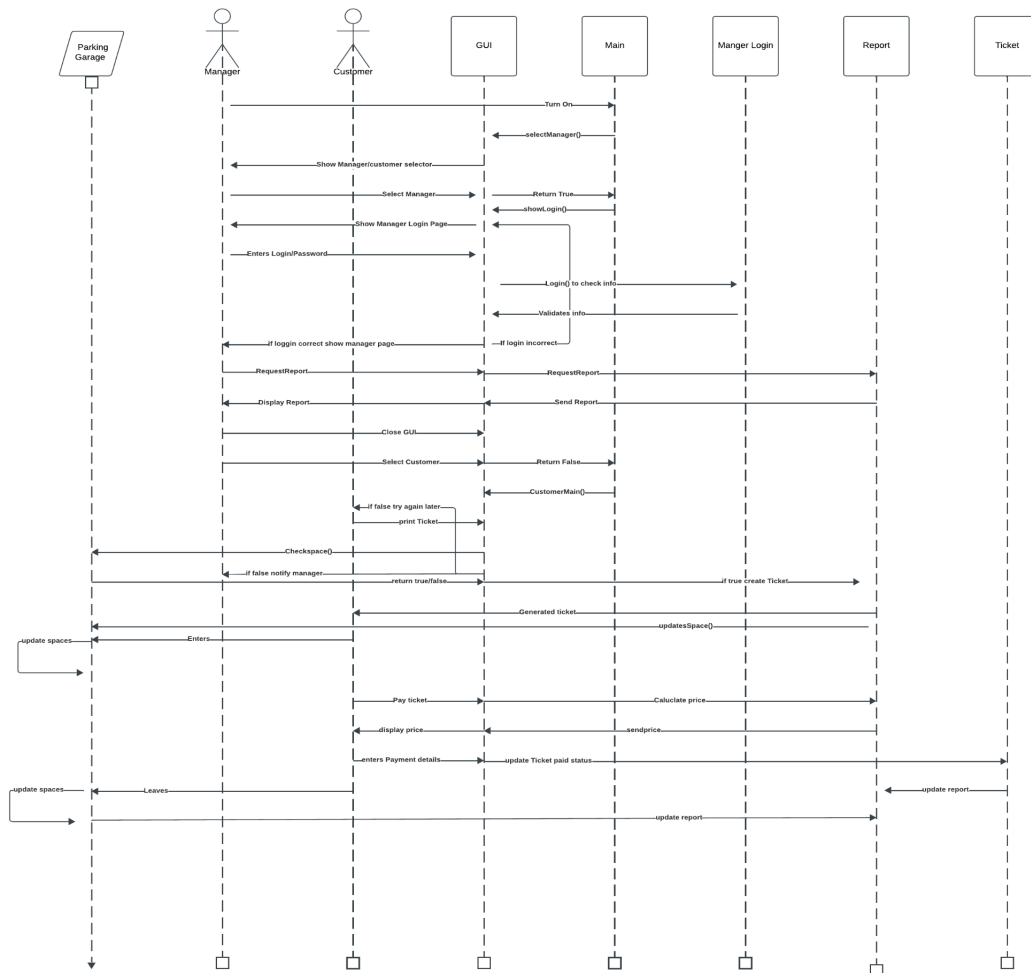 Parking
Garage
Manager
Customer
GUI
Main
Manger Login
Report
Ticket
Turn On
selectManager()
Show Manager/customer selector
Select Manager
Return True
showLogin()
Show Manager Login Page
Enters Login/Password
Login() to check info
Validates info
if loggin correct show manager page
If login incorrect
RequestReport
RequestReport
Display Report
Send Report
Close GUI
Select Customer
Return False
CustomerMain()
if false try again later
print Ticket
Checkspace()
if false notify manager
return true/false
if true create Ticket
Generated ticket
updatesSpace()
update spaces
Enters
Pay ticket
Caluclate price
display price
sendprice
enters Payment details
update Ticket paid status
update spaces
Leaves
update report
update report